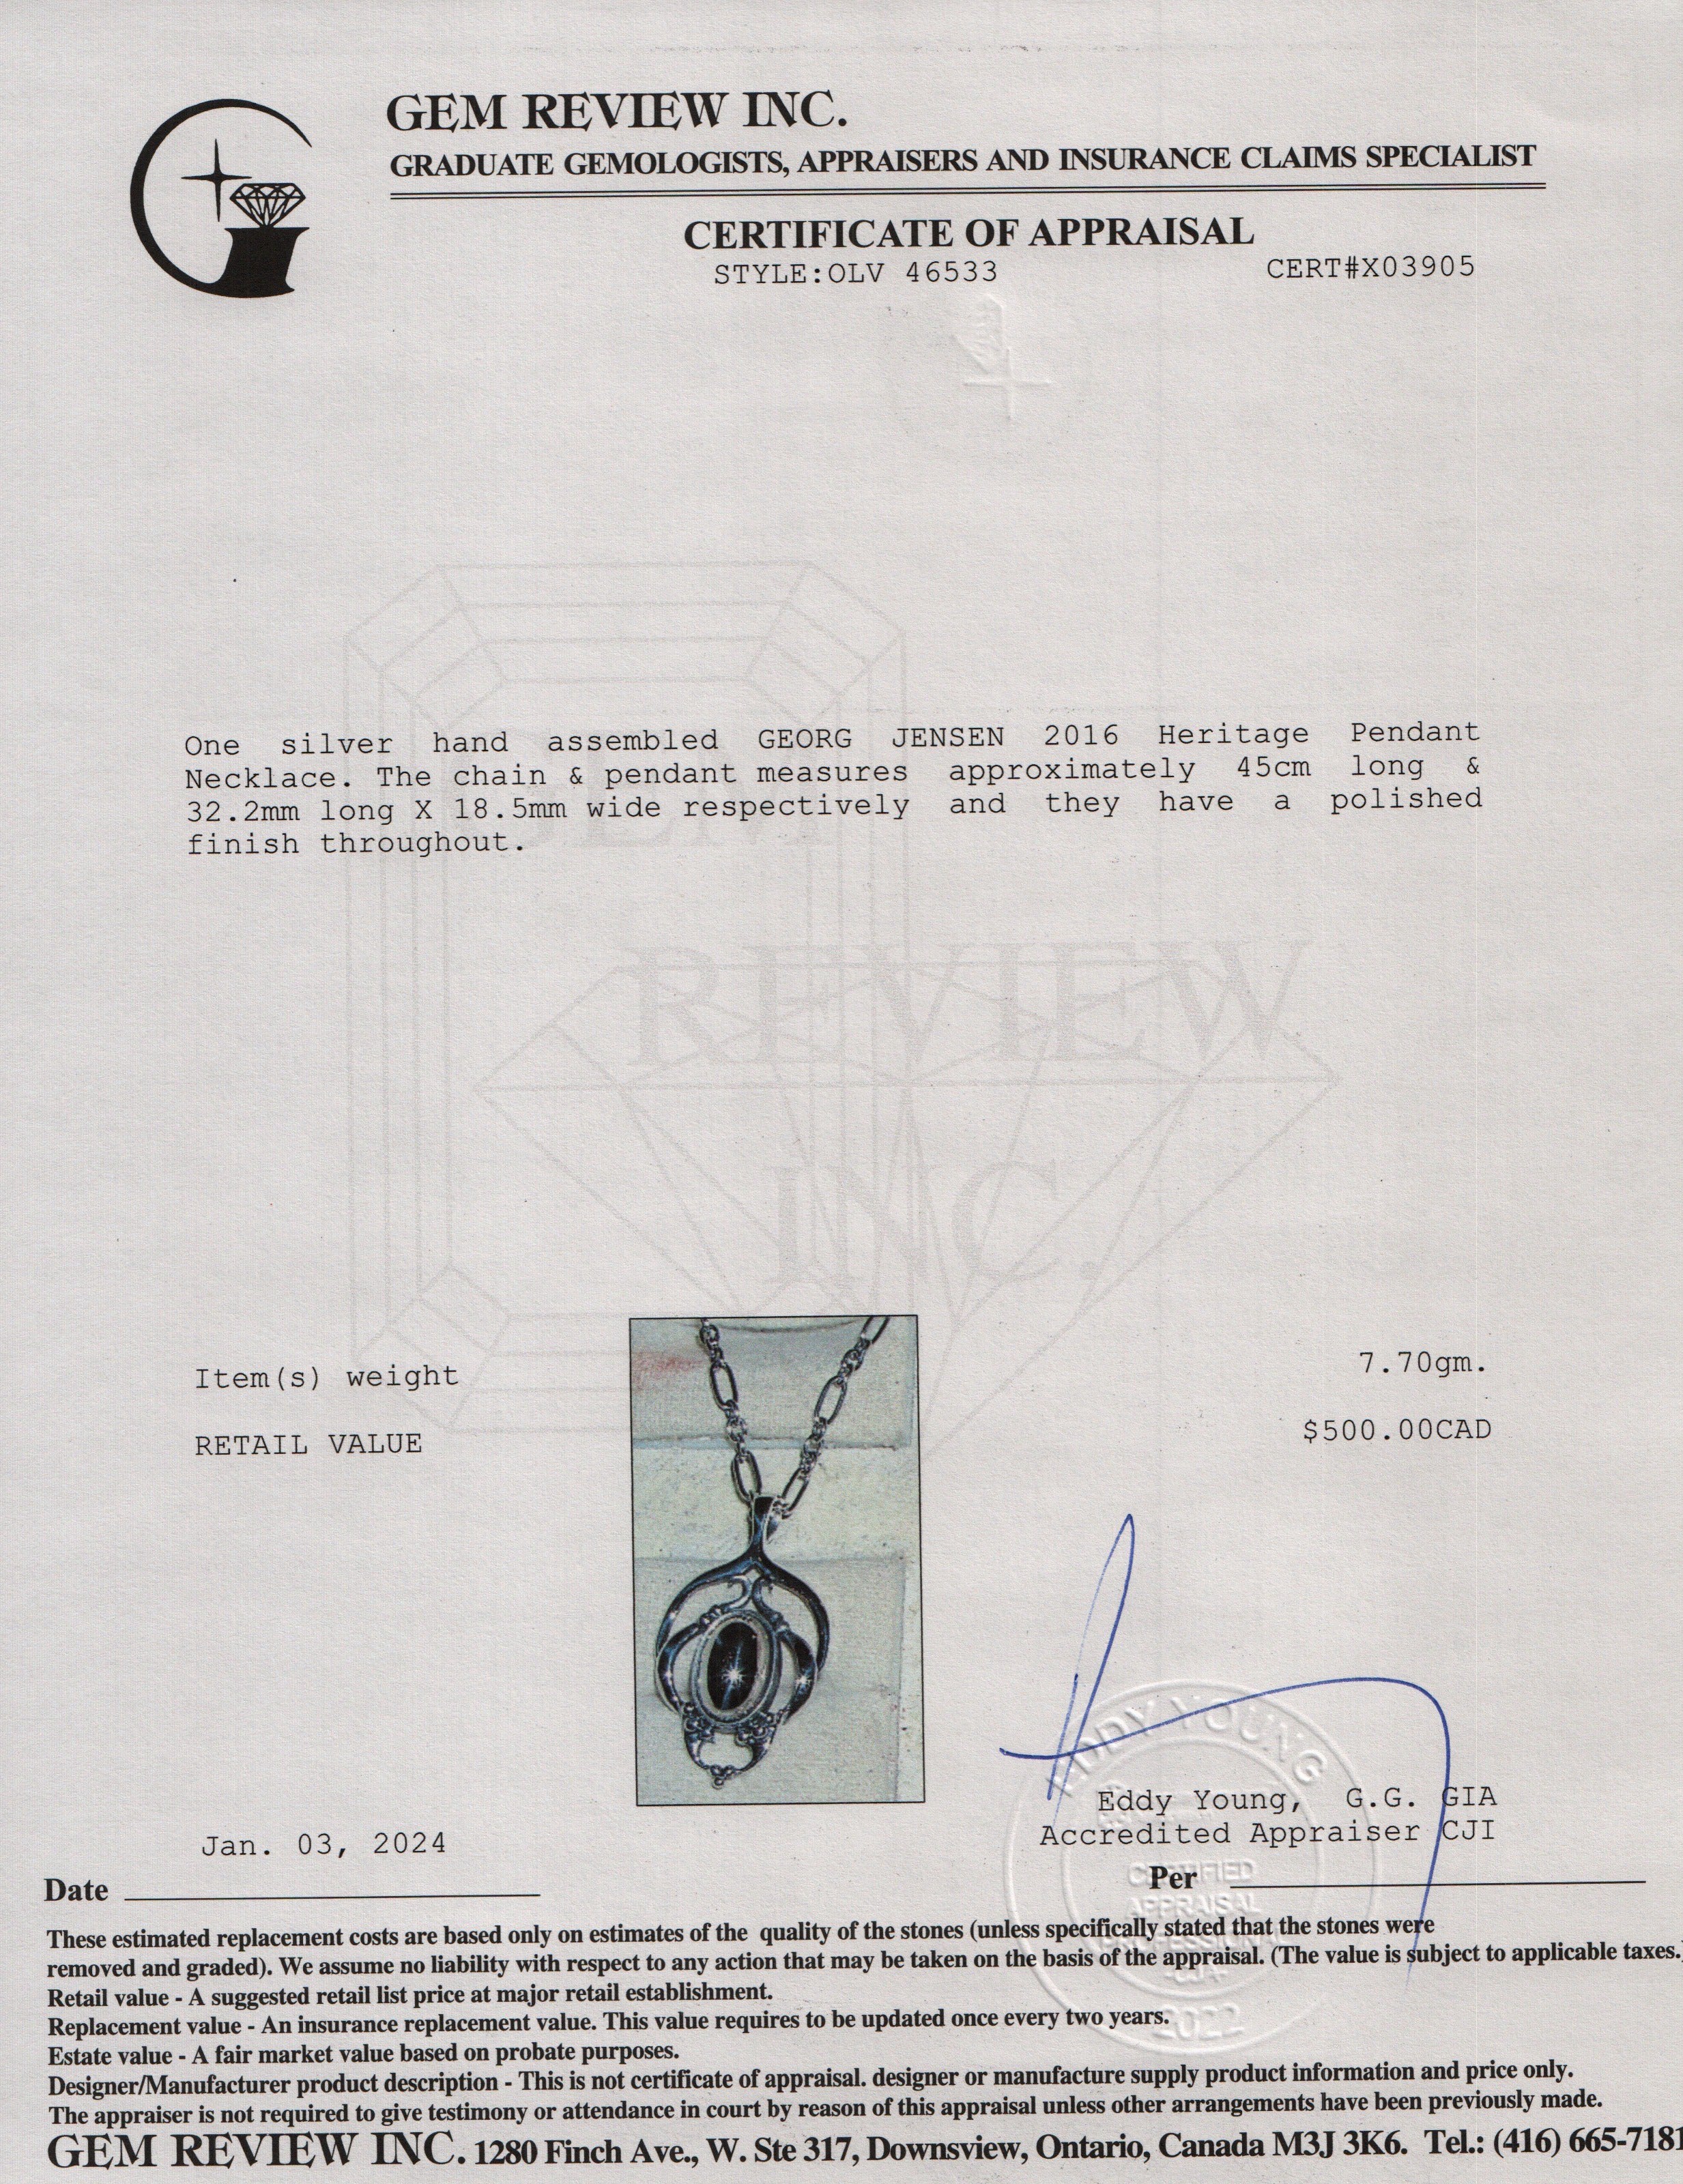 GEM REVIEW INC.
GRADUATE GEMOLOGISTS, APPRAISERS AND INSURANCE CLAIMS SPECIALIST
CERTIFICATE OF APPRAISAL
STYLE:OLV 46533
CERT#X03905
One silver hand assembled GEORG JENSEN 2016 Heritage Pendant
Necklace. The chain & pendant measures approximately 45cm long &
32.2mm long X 18.5mm wide respectively and they have a polished
finish throughout.
REVIEW
INC.
Item(s) weight 7.70gm.
RETAIL VALUE $500.00CAD
EDDY YOUNG
Eddy Young, G.G. GIA
Accredited Appraiser CJI
Jan. 03, 2024
Date
Per
CERTIFIED
APPRAISAL
2022
These estimated replacement costs are based only on estimates of the quality of the stones (unless specifically stated that the stones were
removed and graded). We assume no liability with respect to any action that may be taken on the basis of the appraisal. (The value is subject to applicable taxes.)
Retail value - A suggested retail list price at major retail establishment.
Replacement value - An insurance replacement value. This value requires to be updated once every two years.
Estate value - A fair market value based on probate purposes.
Designer/Manufacturer product description - This is not certificate of appraisal. designer or manufacture supply product information and price only.
The appraiser is not required to give testimony or attendance in court by reason of this appraisal unless other arrangements have been previously made.
GEM REVIEW INC. 1280 Finch Ave., W. Ste 317, Downsview, Ontario, Canada M3J 3K6. Tel.: (416) 665-7181